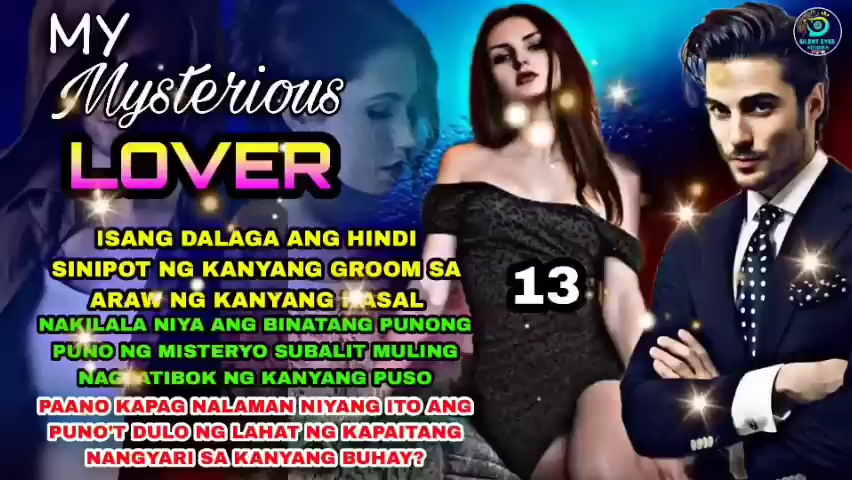 MY
Mysterious
LOVER
ISANG DALAGA ANG HINDI
SINIPOT NG KANYANG GROOM SA
ARAW NG KANYANG KASAL
NAKILALA NIYA ANG BINATANG PUNONG
PUNO NG MISTERYO SUBALIT MULING
NAGPATIBOK NG KANYANG PUSO
PAANO KAPAG NALAMAN NIYANG ITO ANG
PUNO'T DULO NG LAHAT NG KAPAITANG
NANGYARI SA KANYANG BUHAY?
13
SILENT EYES